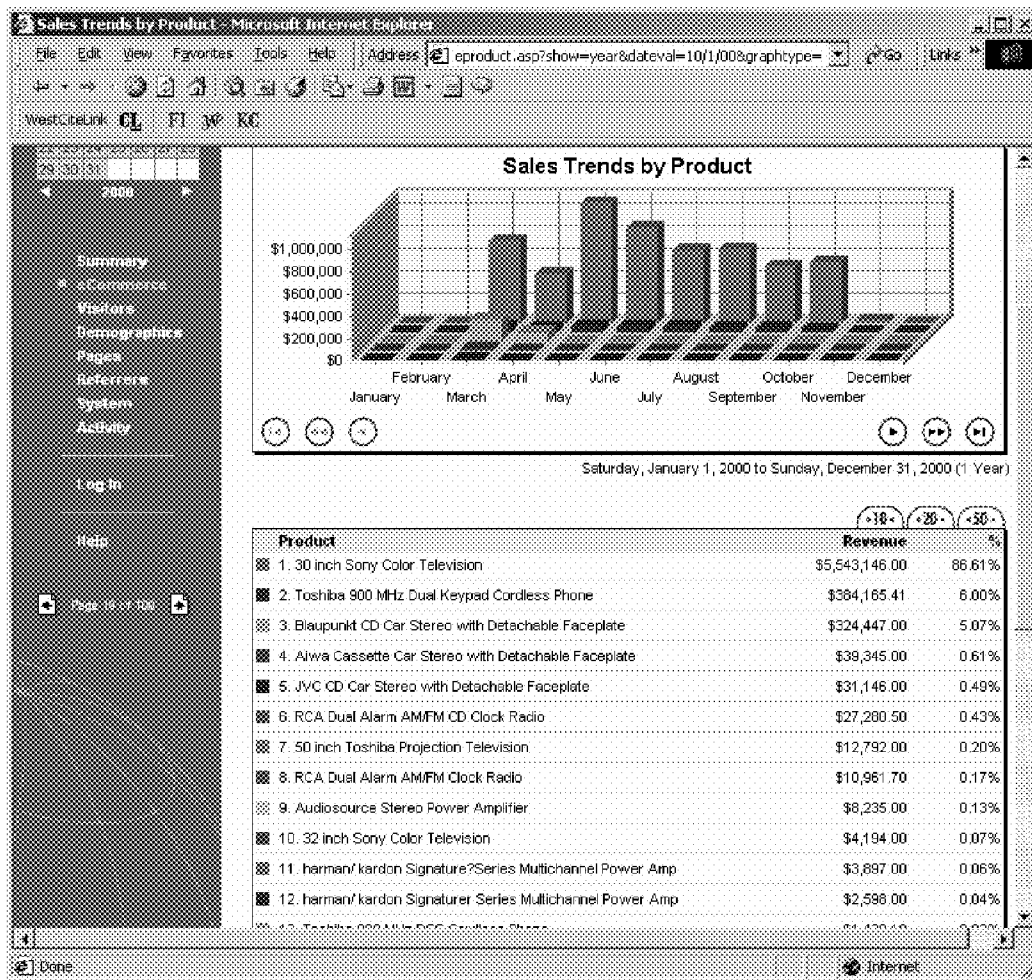 Sales Trends by Product - Microsoft Internet Explorer
File Edit View Favorites Tools Help Address eproduct.asp?show=year&dateval=10/1/00&graphtype= Go Links »
WestCiteLink CL FI W KC
29 30 31
2000
Summary
eCommerce
Visitors
Demographics
Pages
Referrers
System
Activity
Log In
Help
Sales Trends by Product
$1,000,000
$800,000
$600,000
$400,000
$200,000
$0
February April June August October December
January March May July September November
Saturday, January 1, 2000 to Sunday, December 31, 2000 (1 Year)
10 20 50
Product Revenue %
1. 30 inch Sony Color Television $5,543,146.00 86.61%
2. Toshiba 900 MHz Dual Keypad Cordless Phone $384,165.41 6.00%
3. Blaupunkt CD Car Stereo with Detachable Faceplate $324,447.00 5.07%
4. Aiwa Cassette Car Stereo with Detachable Faceplate $39,345.00 0.61%
5. JVC CD Car Stereo with Detachable Faceplate $31,146.00 0.49%
6. RCA Dual Alarm AM/FM CD Clock Radio $27,280.50 0.43%
7. 50 inch Toshiba Projection Television $12,792.00 0.20%
8. RCA Dual Alarm AM/FM Clock Radio $10,961.70 0.17%
9. Audiosource Stereo Power Amplifier $8,235.00 0.13%
10. 32 inch Sony Color Television $4,194.00 0.07%
11. harman/kardon Signature?Series Multichannel Power Amp $3,897.00 0.06%
12. harman/kardon Signaturer Series Multichannel Power Amp $2,598.00 0.04%
Done Internet